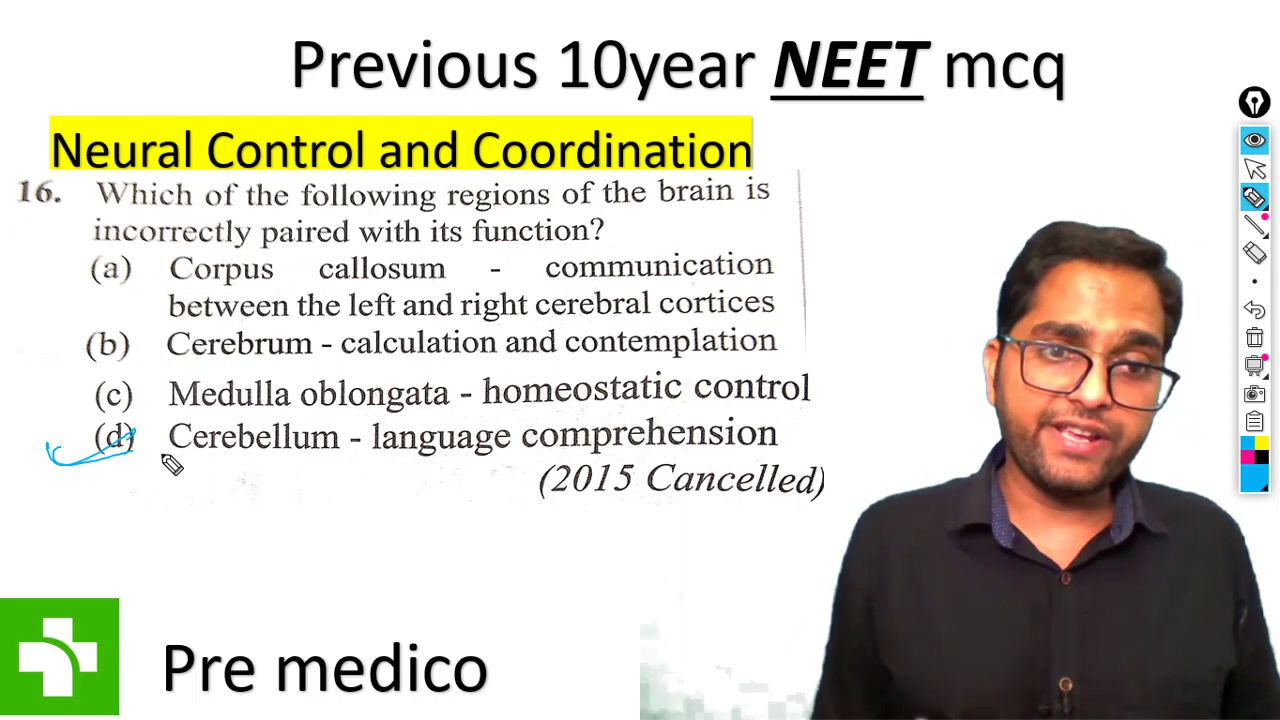 Previous 10year NEET mcq
Neural Control and Coordination
16. Which of the following regions of the brain is
incorrectly paired with its function?
(a) Corpus callosum - communication
between the left and right cerebral cortices
(b) Cerebrum - calculation and contemplation
(c) Medulla oblongata - homeostatic control
(d) Cerebellum - language comprehension
(2015 Cancelled)
Pre medico